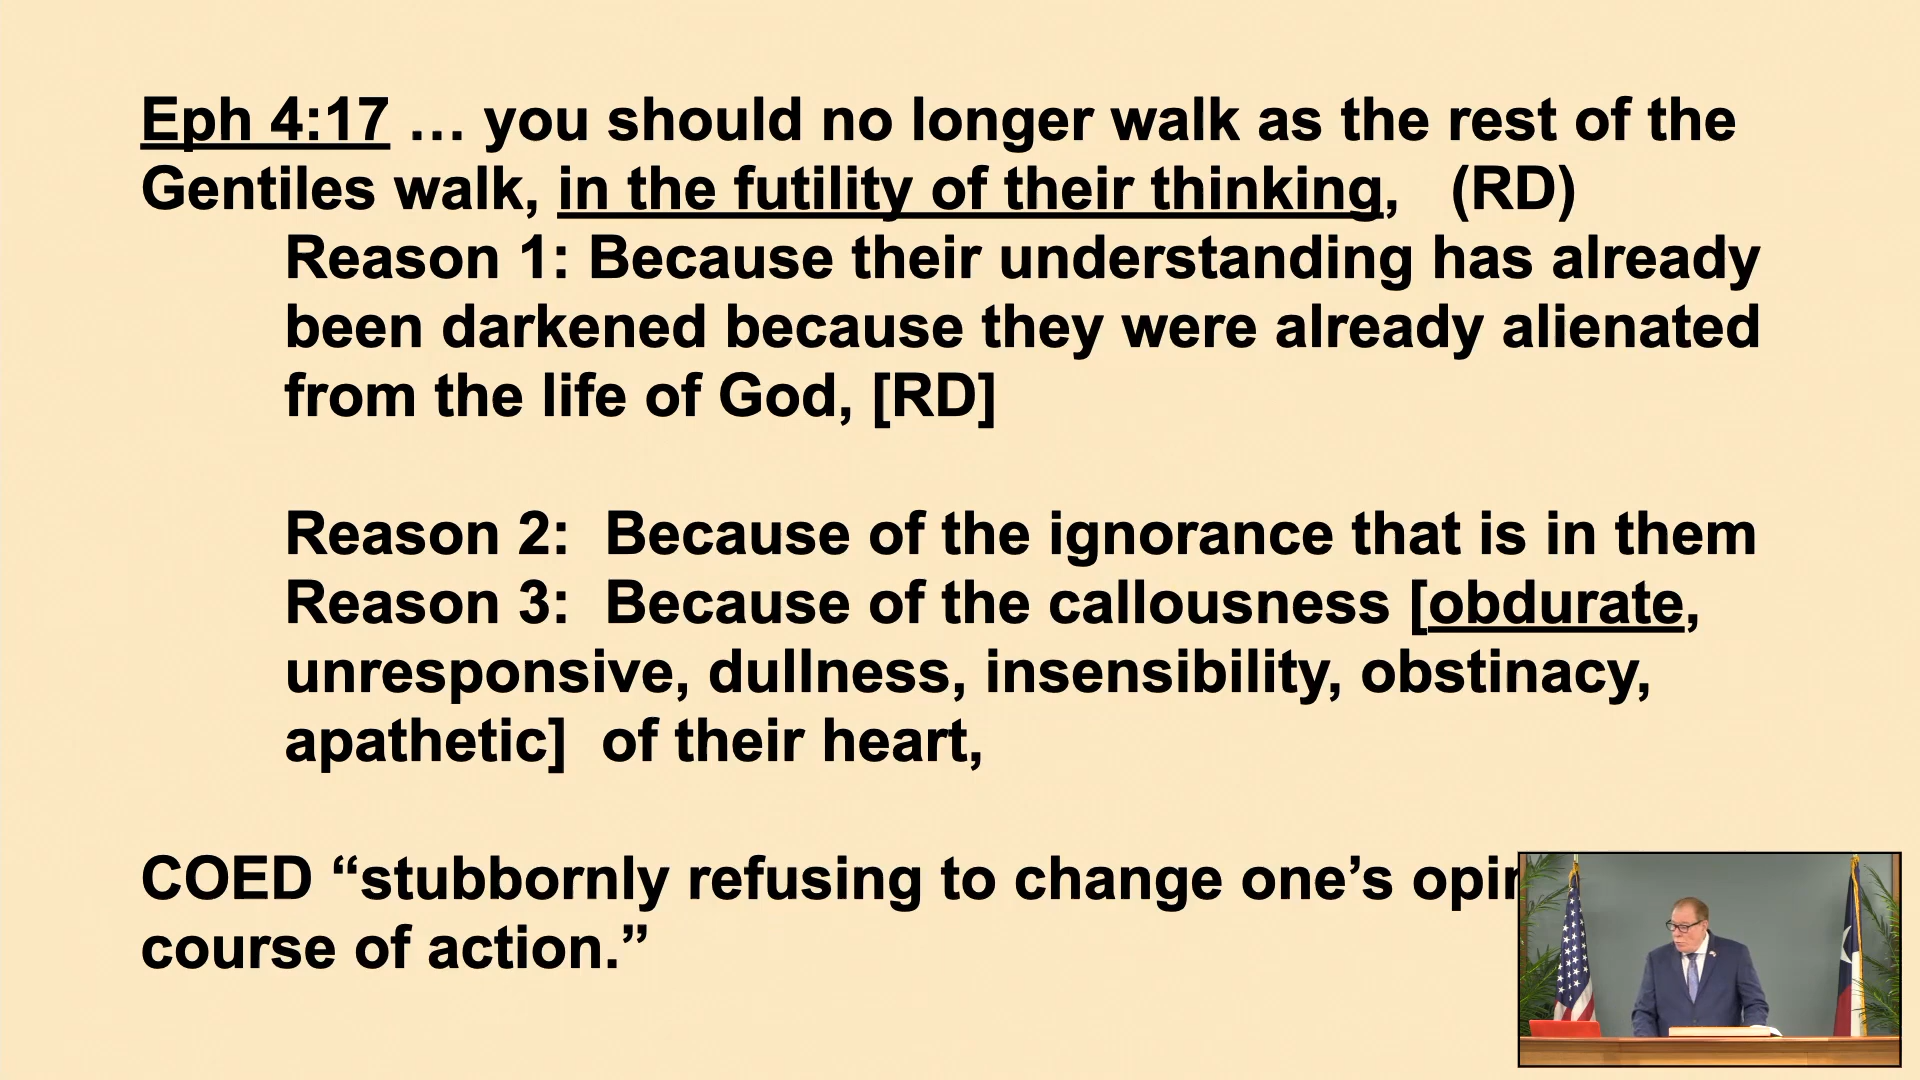 Eph 4:17 … you should no longer walk as the rest of the
Gentiles walk, in the futility of their thinking, (RD)
Reason 1: Because their understanding has already
been darkened because they were already alienated
from the life of God, [RD]
Reason 2: Because of the ignorance that is in them
Reason 3: Because of the callousness [obdurate,
unresponsive, dullness, insensibility, obstinacy,
apathetic] of their heart,
COED “stubbornly refusing to change one’s
course of action.”